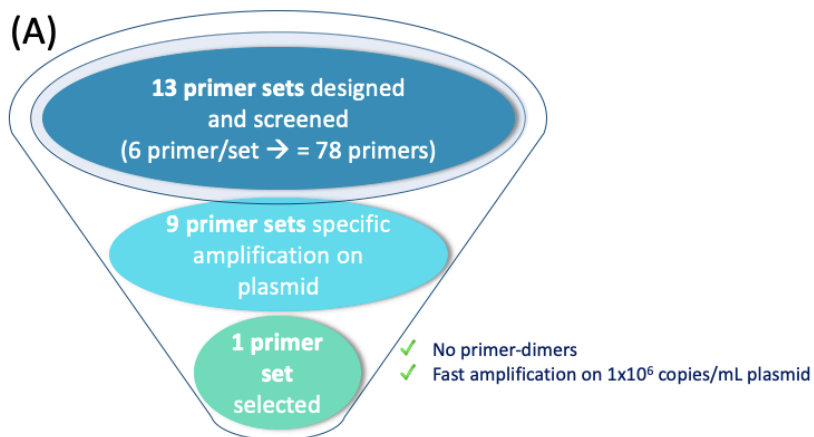 (A)
13 primer sets designed
and screened
(6 primer/set → = 78 primers)
9 primer sets specific
amplification on
plasmid
1 primer
set
selected
✓ No primer-dimers
✓ Fast amplification on 1x10⁶ copies/mL plasmid